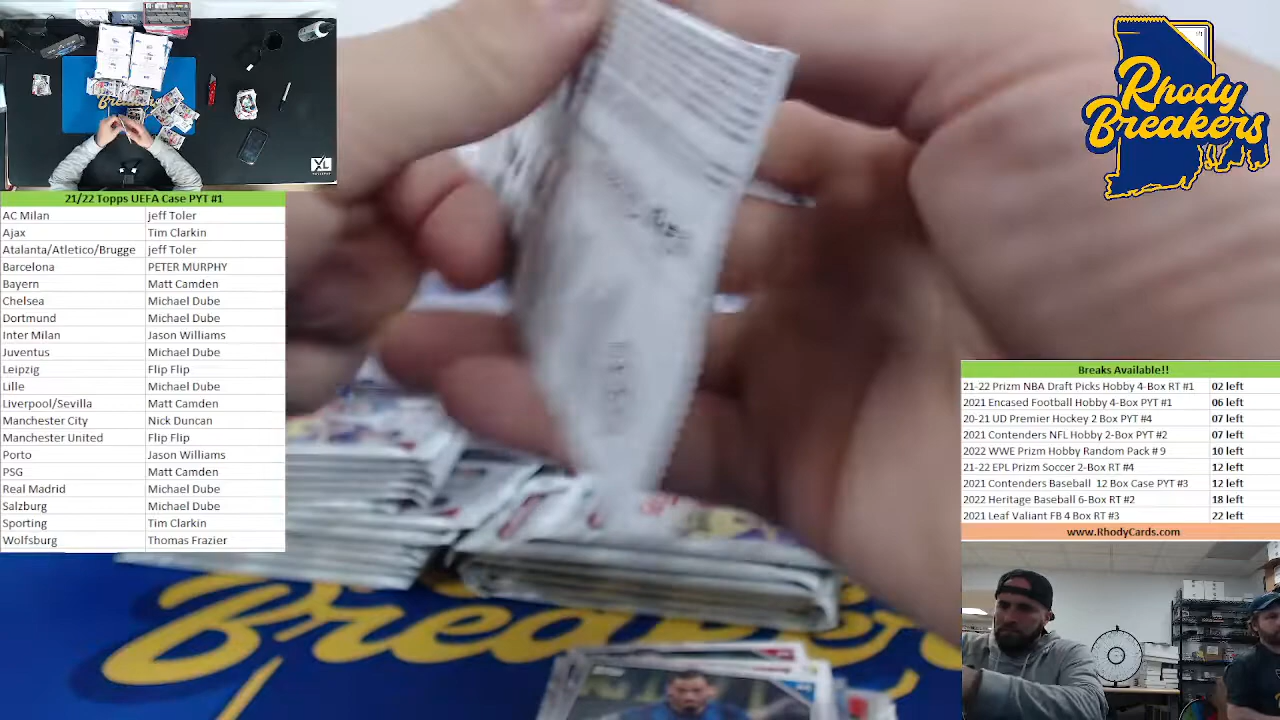 Rhody
Breakers
21/22 Topps UEFA Case PYT #1
AC Milan jeff Toler
Ajax Tim Clarkin
Atalanta/Atletico/Brugge jeff Toler
Barcelona PETER MURPHY
Bayern Matt Camden
Chelsea Michael Dube
Dortmund Michael Dube
Inter Milan Jason Williams
Juventus Michael Dube
Leipzig Flip Flip
Lille Michael Dube
Liverpool/Sevilla Matt Camden
Manchester City Nick Duncan
Manchester United Flip Flip
Porto Jason Williams
PSG Matt Camden
Real Madrid Michael Dube
Salzburg Michael Dube
Sporting Tim Clarkin
Wolfsburg Thomas Frazier
Breaks Available!!
21-22 Prizm NBA Draft Picks Hobby 4-Box RT #1 02 left
2021 Encased Football Hobby 4-Box PYT #1 06 left
20-21 UD Premier Hockey 2 Box PYT #4 07 left
2021 Contenders NFL Hobby 2-Box PYT #2 07 left
2022 WWE Prizm Hobby Random Pack # 9 10 left
21-22 EPL Prizm Soccer 2-Box RT #4 12 left
2021 Contenders Baseball 12 Box Case PYT #3 12 left
2022 Heritage Baseball 6-Box RT #2 18 left
2021 Leaf Valiant FB 4 Box RT #3 22 left
www.RhodyCards.com
Breakers